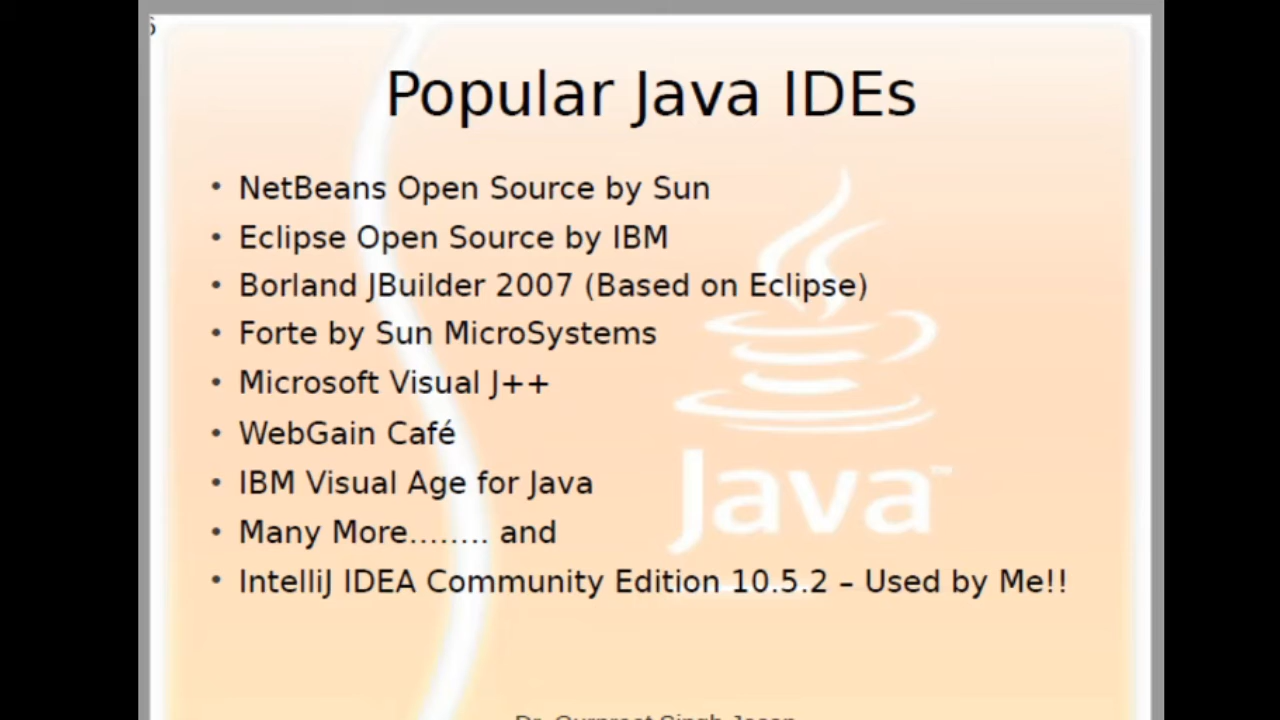 Popular Java IDEs
• NetBeans Open Source by Sun
• Eclipse Open Source by IBM
• Borland JBuilder 2007 (Based on Eclipse)
• Forte by Sun MicroSystems
• Microsoft Visual J++
• WebGain Café
• IBM Visual Age for Java
• Many More........ and
• IntelliJ IDEA Community Edition 10.5.2 – Used by Me!!
Java™